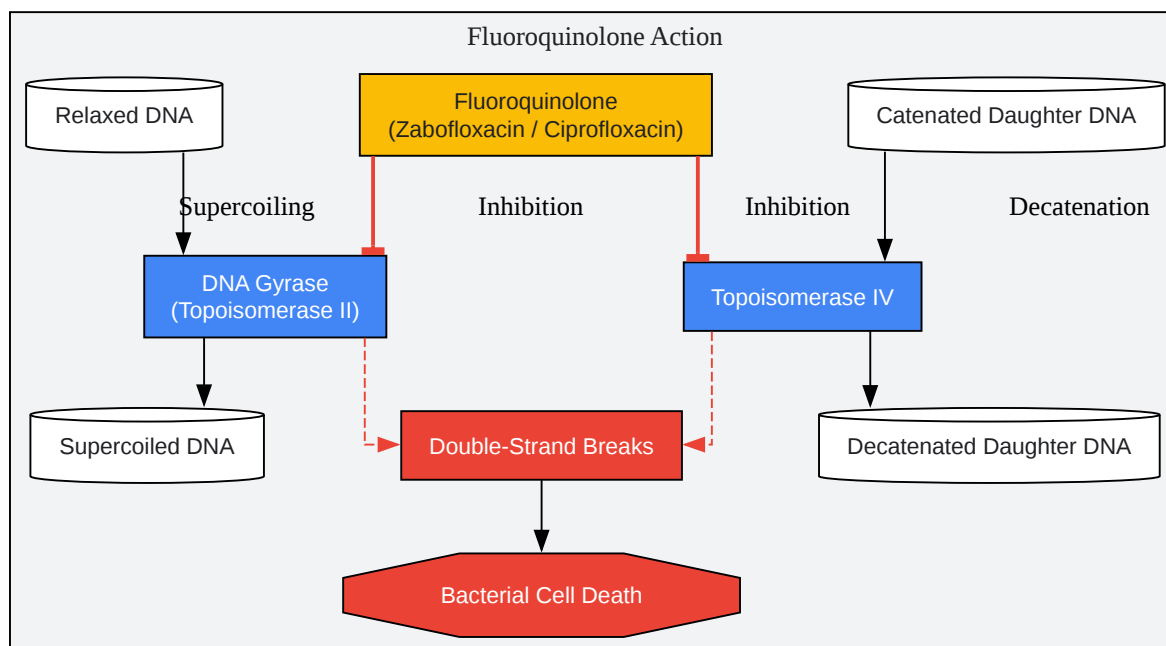 Fluoroquinolone Action
Relaxed DNA
Fluoroquinolone
(Zabofloxacin / Ciprofloxacin)
Catenated Daughter DNA
Supercoiling
Inhibition
Inhibition
Decatenation
DNA Gyrase
(Topoisomerase II)
Topoisomerase IV
Supercoiled DNA
Double-Strand Breaks
Decatenated Daughter DNA
Bacterial Cell Death